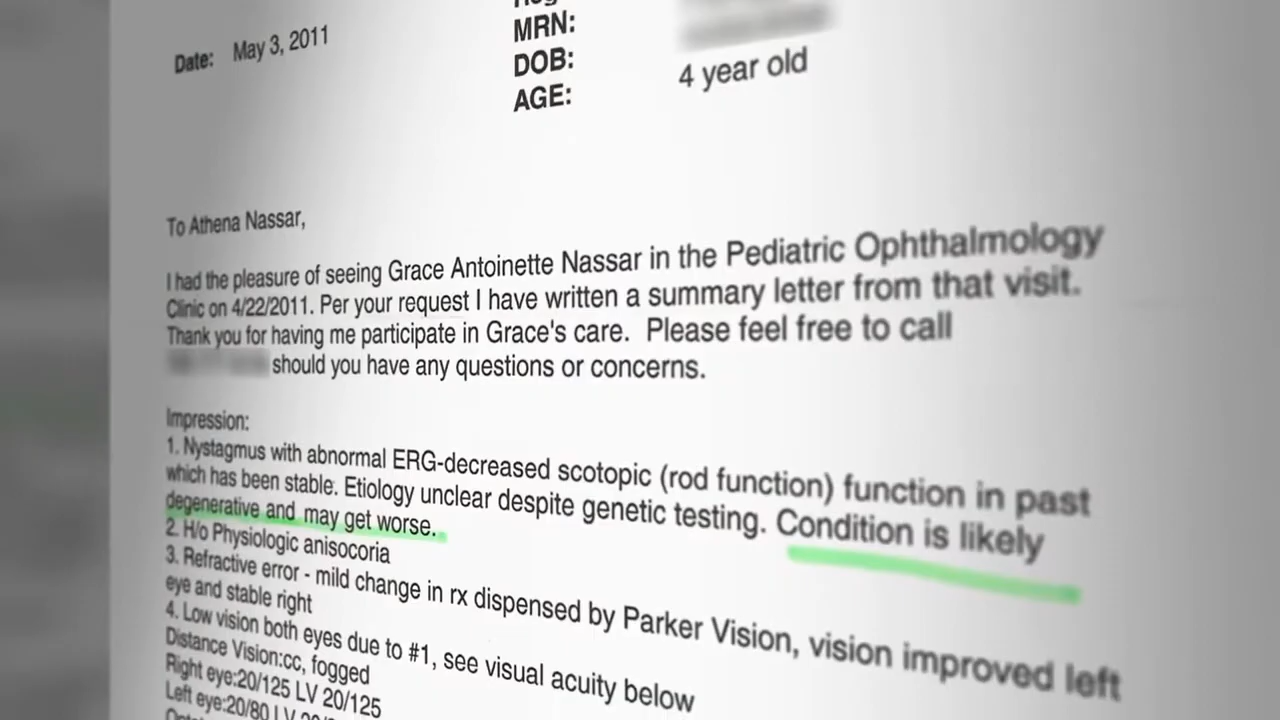 Date: May 3, 2011
MRN:
DOB:
AGE:
4 year old
To Athena Nassar,
I had the pleasure of seeing Grace Antoinette Nassar in the Pediatric Ophthalmology
Clinic on 4/22/2011. Per your request I have written a summary letter from that visit.
Thank you for having me participate in Grace's care. Please feel free to call
should you have any questions or concerns.
Impression:
1. Nystagmus with abnormal ERG-decreased scotopic (rod function) function in past
which has been stable. Etiology unclear despite genetic testing. Condition is likely
degenerative and may get worse.
2. H/o Physiologic anisocoria
3. Refractive error - mild change in rx dispensed by Parker Vision, vision improved left
eye and stable right
4. Low vision both eyes due to #1, see visual acuity below
Distance Vision:cc, fogged
Right eye:20/125 LV 20/125
Left eye:20/80 LV